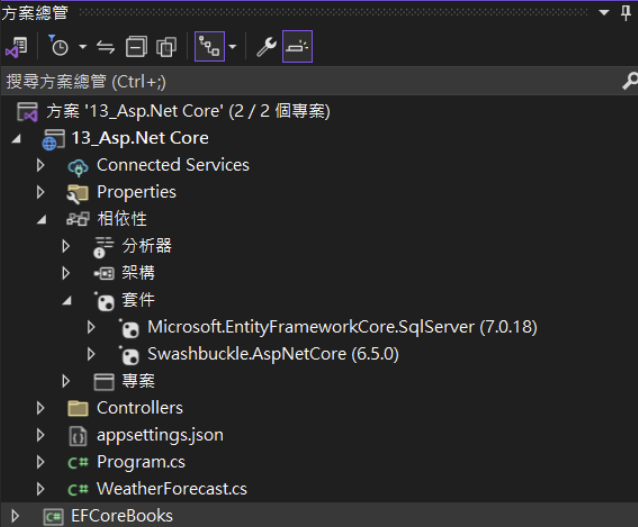 方案總管
搜尋方案總管 (Ctrl+;)
方案 '13_Asp.Net Core' (2 / 2 個專案)
13_Asp.Net Core
Connected Services
Properties
相依性
分析器
架構
套件
Microsoft.EntityFrameworkCore.SqlServer (7.0.18)
Swashbuckle.AspNetCore (6.5.0)
專案
Controllers
appsettings.json
C# Program.cs
C# WeatherForecast.cs
C# EFCoreBooks